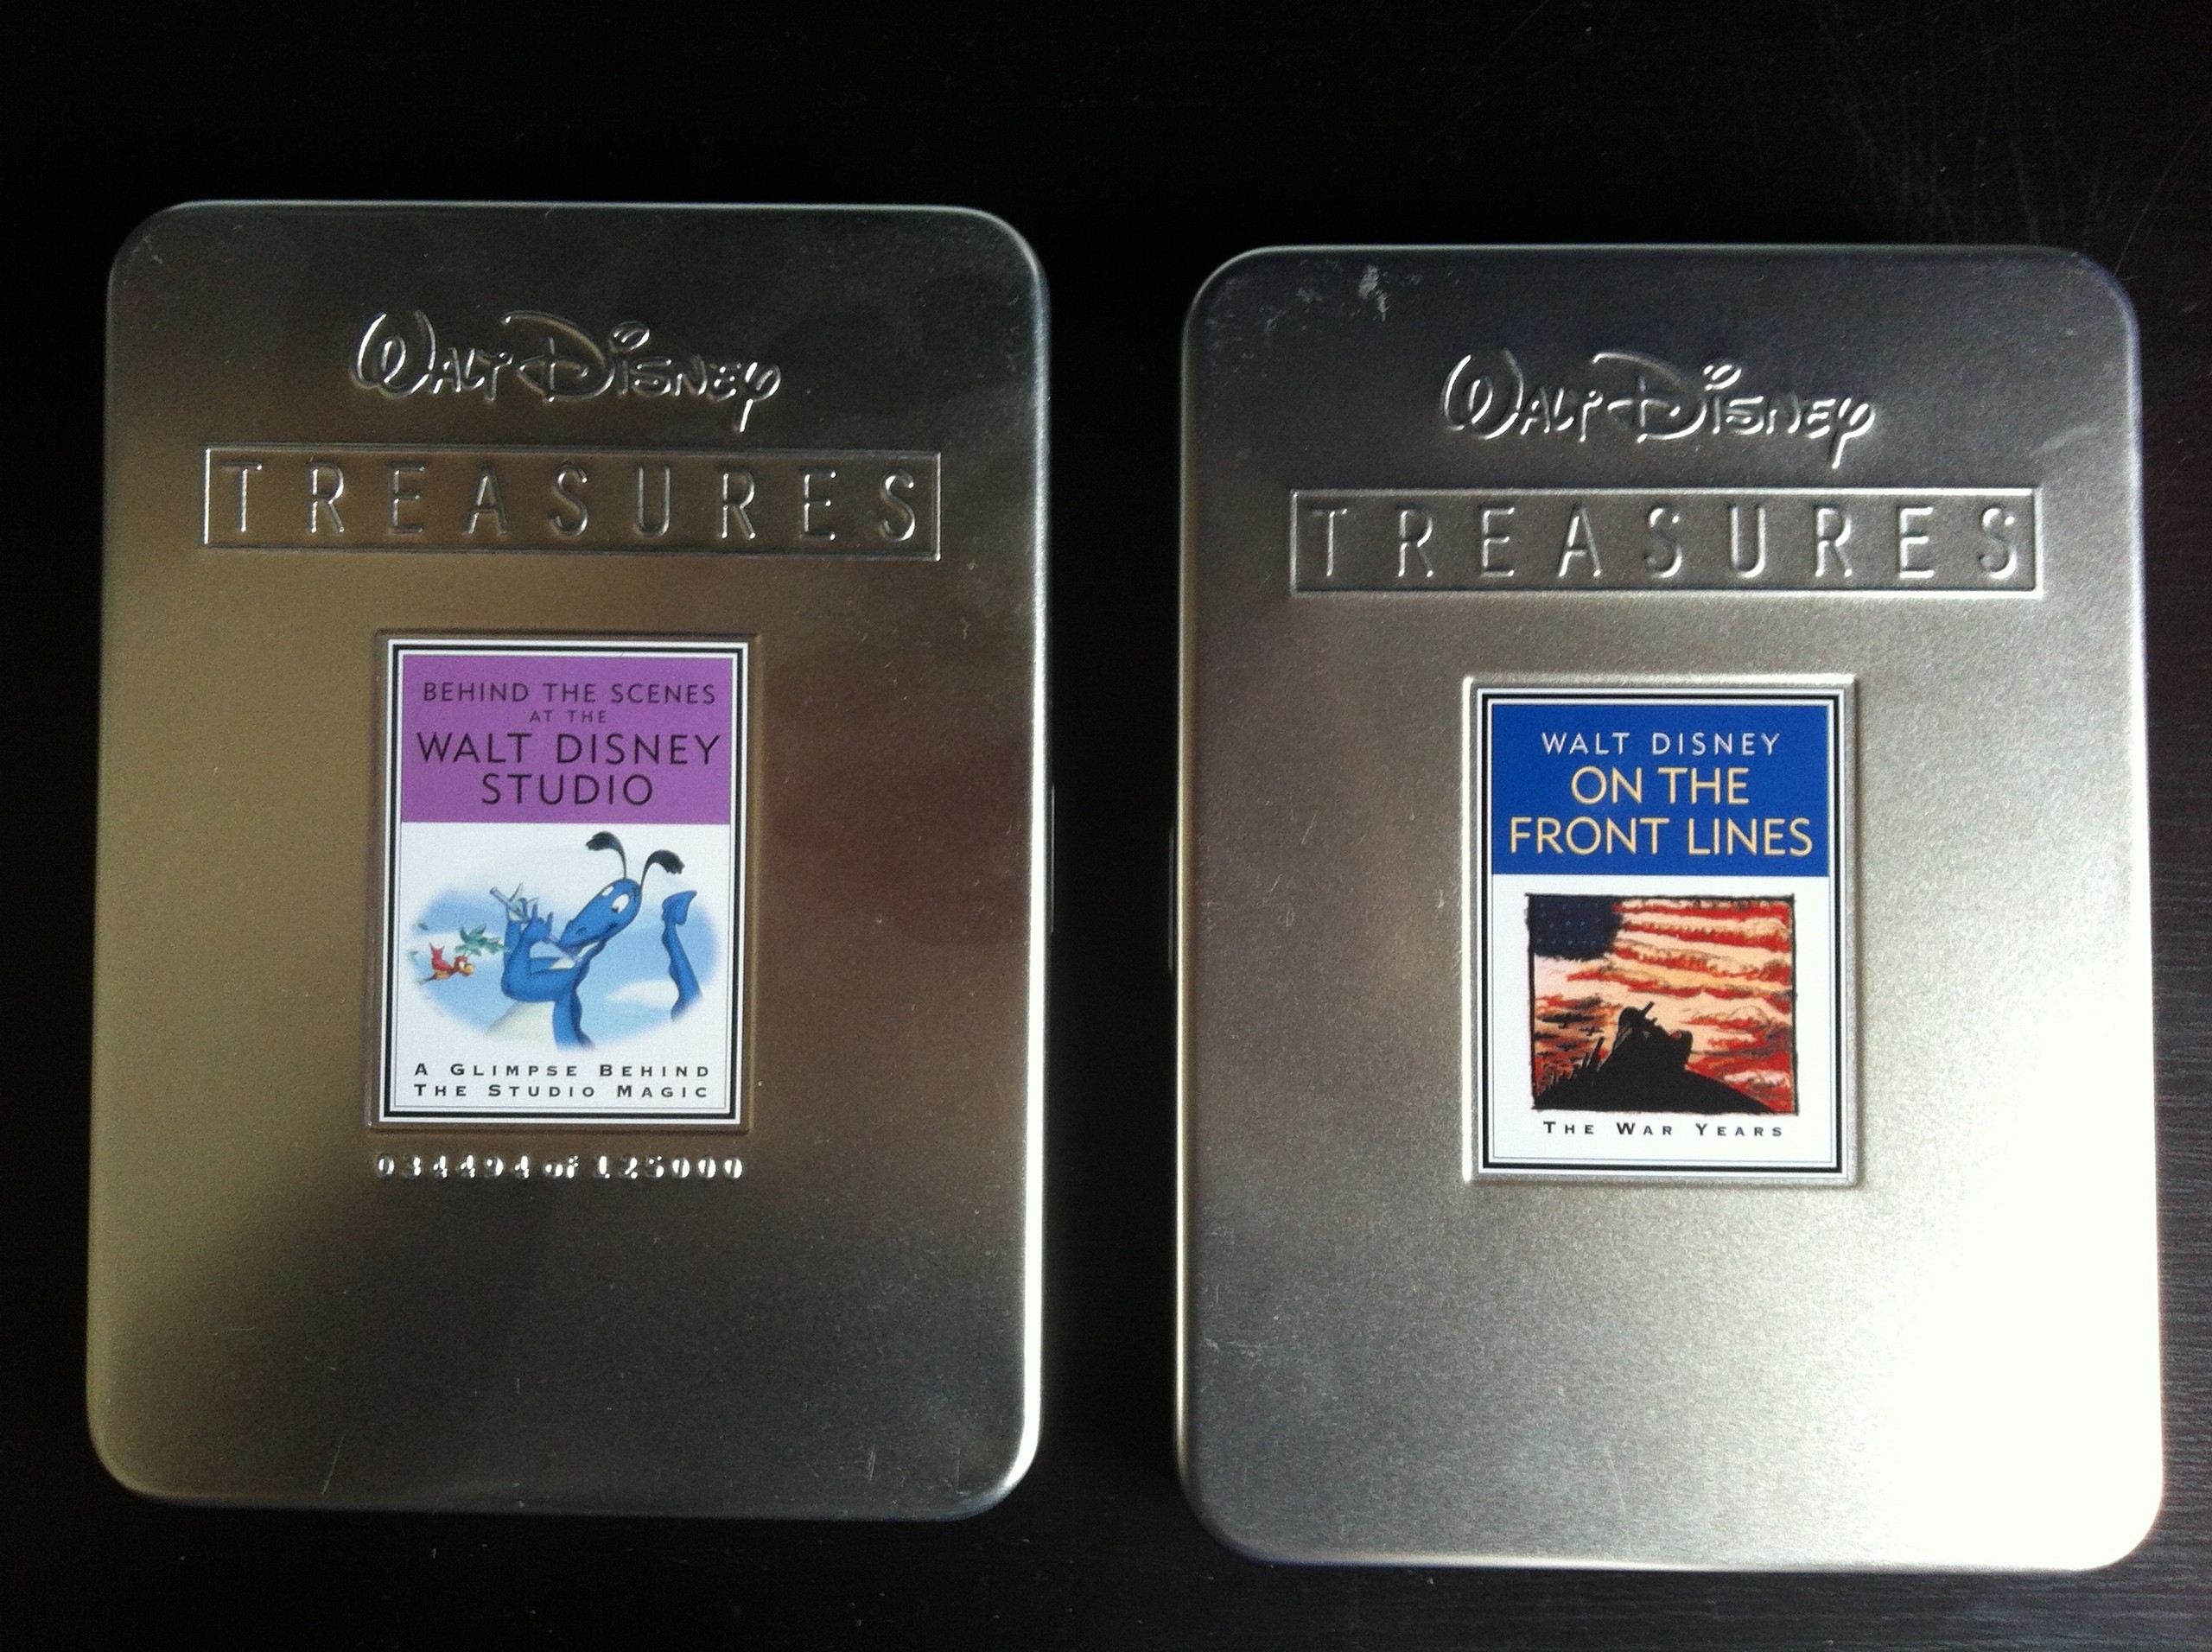 WALT DISNEY
TREASURES
BEHIND THE SCENES
AT THE
WALT DISNEY
STUDIO
A GLIMPSE BEHIND
THE STUDIO MAGIC
034494 of 125000
WALT DISNEY
TREASURES
WALT DISNEY
ON THE
FRONT LINES
THE WAR YEARS